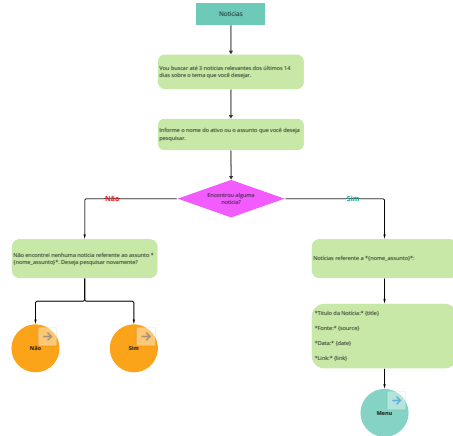 Notícias
Vou buscar até 3 notícias relevantes dos últimos 14
dias sobre o tema que você desejar.
Informe o nome do ativo ou o assunto que você deseja
pesquisar.
Encontrou alguma
notícia?
Não
Sim
Não encontrei nenhuma notícia referente ao assunto *
{nome_assunto}*. Deseja pesquisar novamente?
Notícias referente a *{nome_assunto}*:
*Título da Notícia:* {title}
*Fonte:* {source}
*Data:* {date}
*Link:* {link}
Não
Sim
Menu